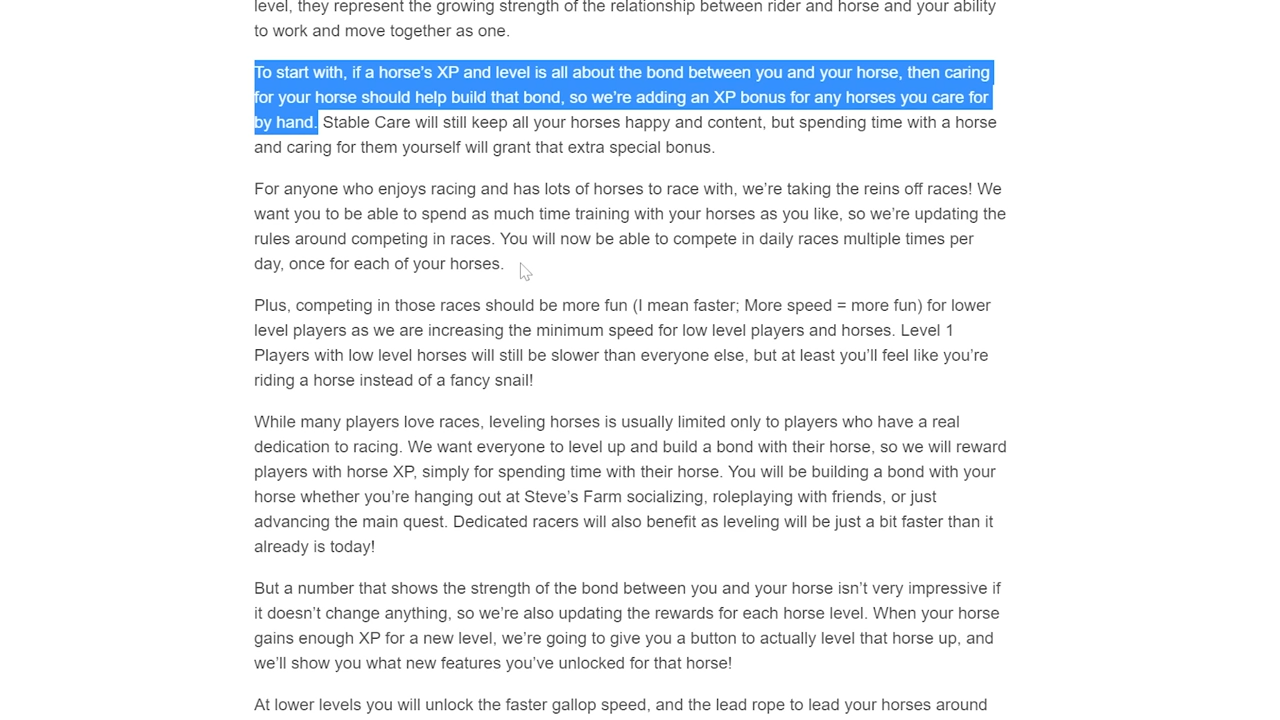 level, they represent the growing strength of the relationship between rider and horse and your ability
to work and move together as one.
To start with, if a horse’s XP and level is all about the bond between you and your horse, then caring
for your horse should help build that bond, so we’re adding an XP bonus for any horses you care for
by hand. Stable Care will still keep all your horses happy and content, but spending time with a horse
and caring for them yourself will grant that extra special bonus.
For anyone who enjoys racing and has lots of horses to race with, we’re taking the reins off races! We
want you to be able to spend as much time training with your horses as you like, so we’re updating the
rules around competing in races. You will now be able to compete in daily races multiple times per
day, once for each of your horses.
Plus, competing in those races should be more fun (I mean faster; More speed = more fun) for lower
level players as we are increasing the minimum speed for low level players and horses. Level 1
Players with low level horses will still be slower than everyone else, but at least you’ll feel like you’re
riding a horse instead of a fancy snail!
While many players love races, leveling horses is usually limited only to players who have a real
dedication to racing. We want everyone to level up and build a bond with their horse, so we will reward
players with horse XP, simply for spending time with their horse. You will be building a bond with your
horse whether you’re hanging out at Steve’s Farm socializing, roleplaying with friends, or just
advancing the main quest. Dedicated racers will also benefit as leveling will be just a bit faster than it
already is today!
But a number that shows the strength of the bond between you and your horse isn’t very impressive if
it doesn’t change anything, so we’re also updating the rewards for each horse level. When your horse
gains enough XP for a new level, we’re going to give you a button to actually level that horse up, and
we’ll show you what new features you’ve unlocked for that horse!
At lower levels you will unlock the faster gallop speed, and the lead rope to lead your horses around